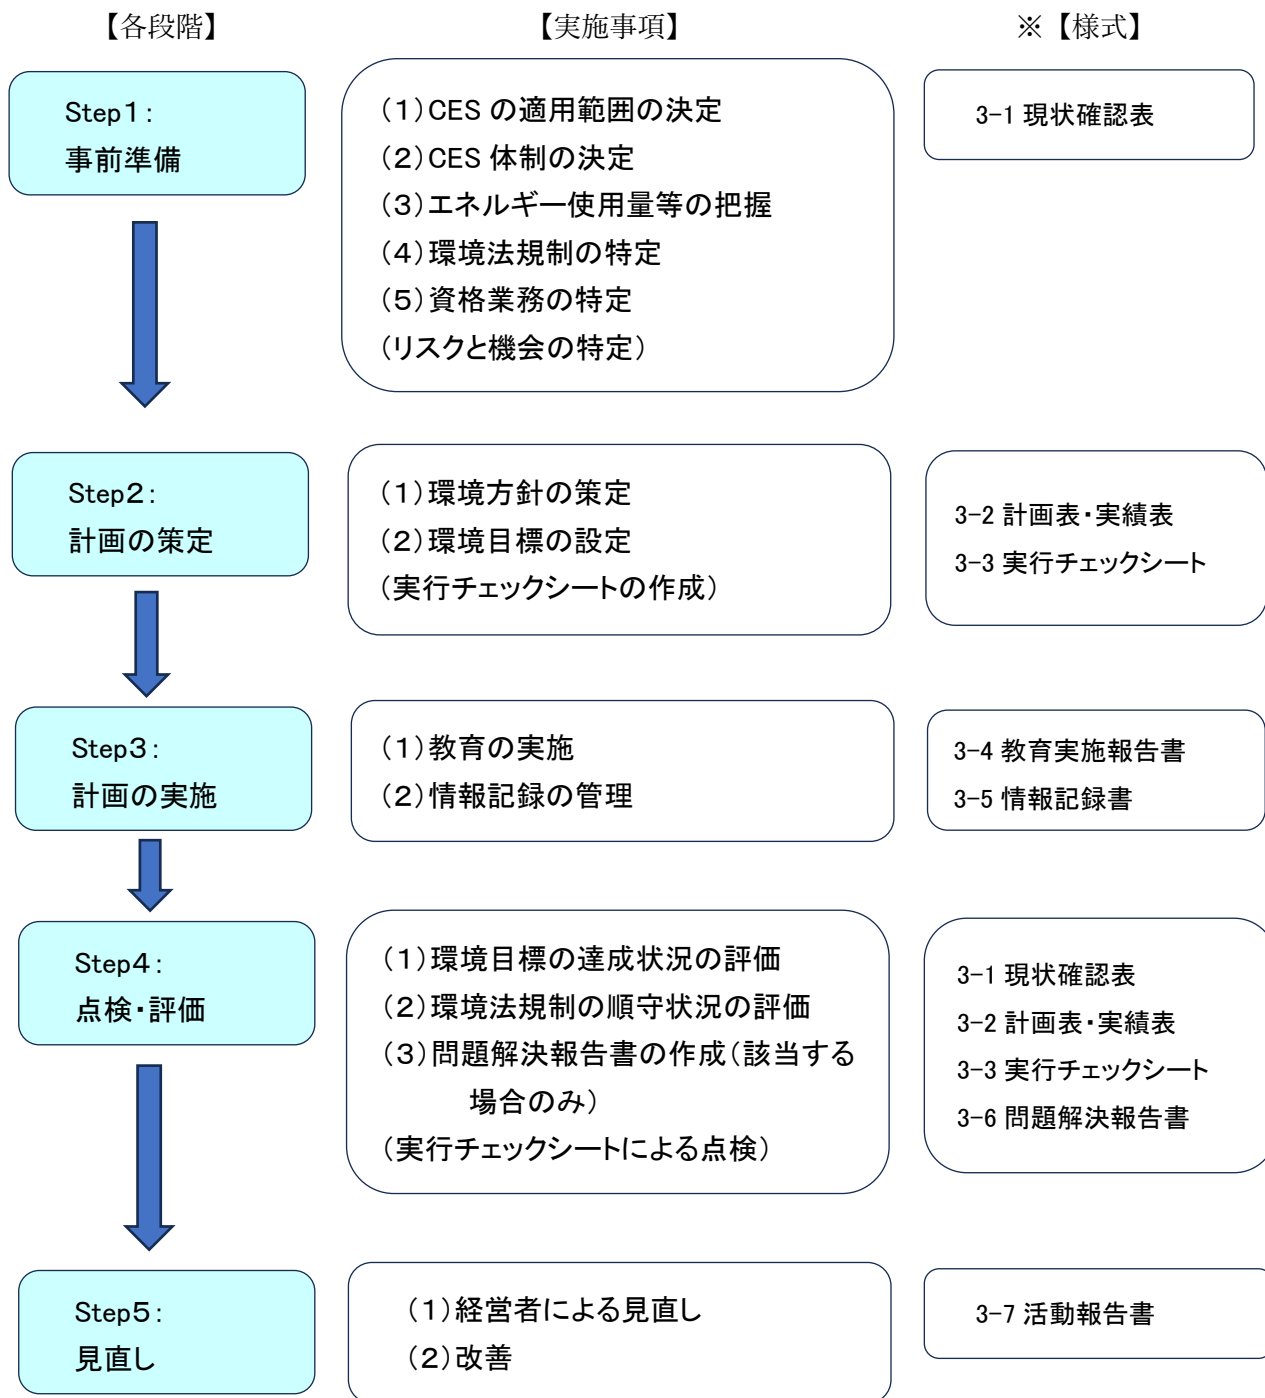 【各段階】
【実施事項】
※【様式】
Step1:
事前準備
(1)CES の適用範囲の決定
(2)CES 体制の決定
(3)エネルギー使用量等の把握
(4)環境法規制の特定
(5)資格業務の特定
(リスクと機会の特定)
3-1 現状確認表
Step2:
計画の策定
(1)環境方針の策定
(2)環境目標の設定
(実行チェックシートの作成)
3-2 計画表・実績表
3-3 実行チェックシート
Step3:
計画の実施
(1)教育の実施
(2)情報記録の管理
3-4 教育実施報告書
3-5 情報記録書
Step4:
点検・評価
(1)環境目標の達成状況の評価
(2)環境法規制の順守状況の評価
(3)問題解決報告書の作成(該当する
場合のみ)
(実行チェックシートによる点検)
3-1 現状確認表
3-2 計画表・実績表
3-3 実行チェックシート
3-6 問題解決報告書
Step5:
見直し
(1)経営者による見直し
(2)改善
3-7 活動報告書